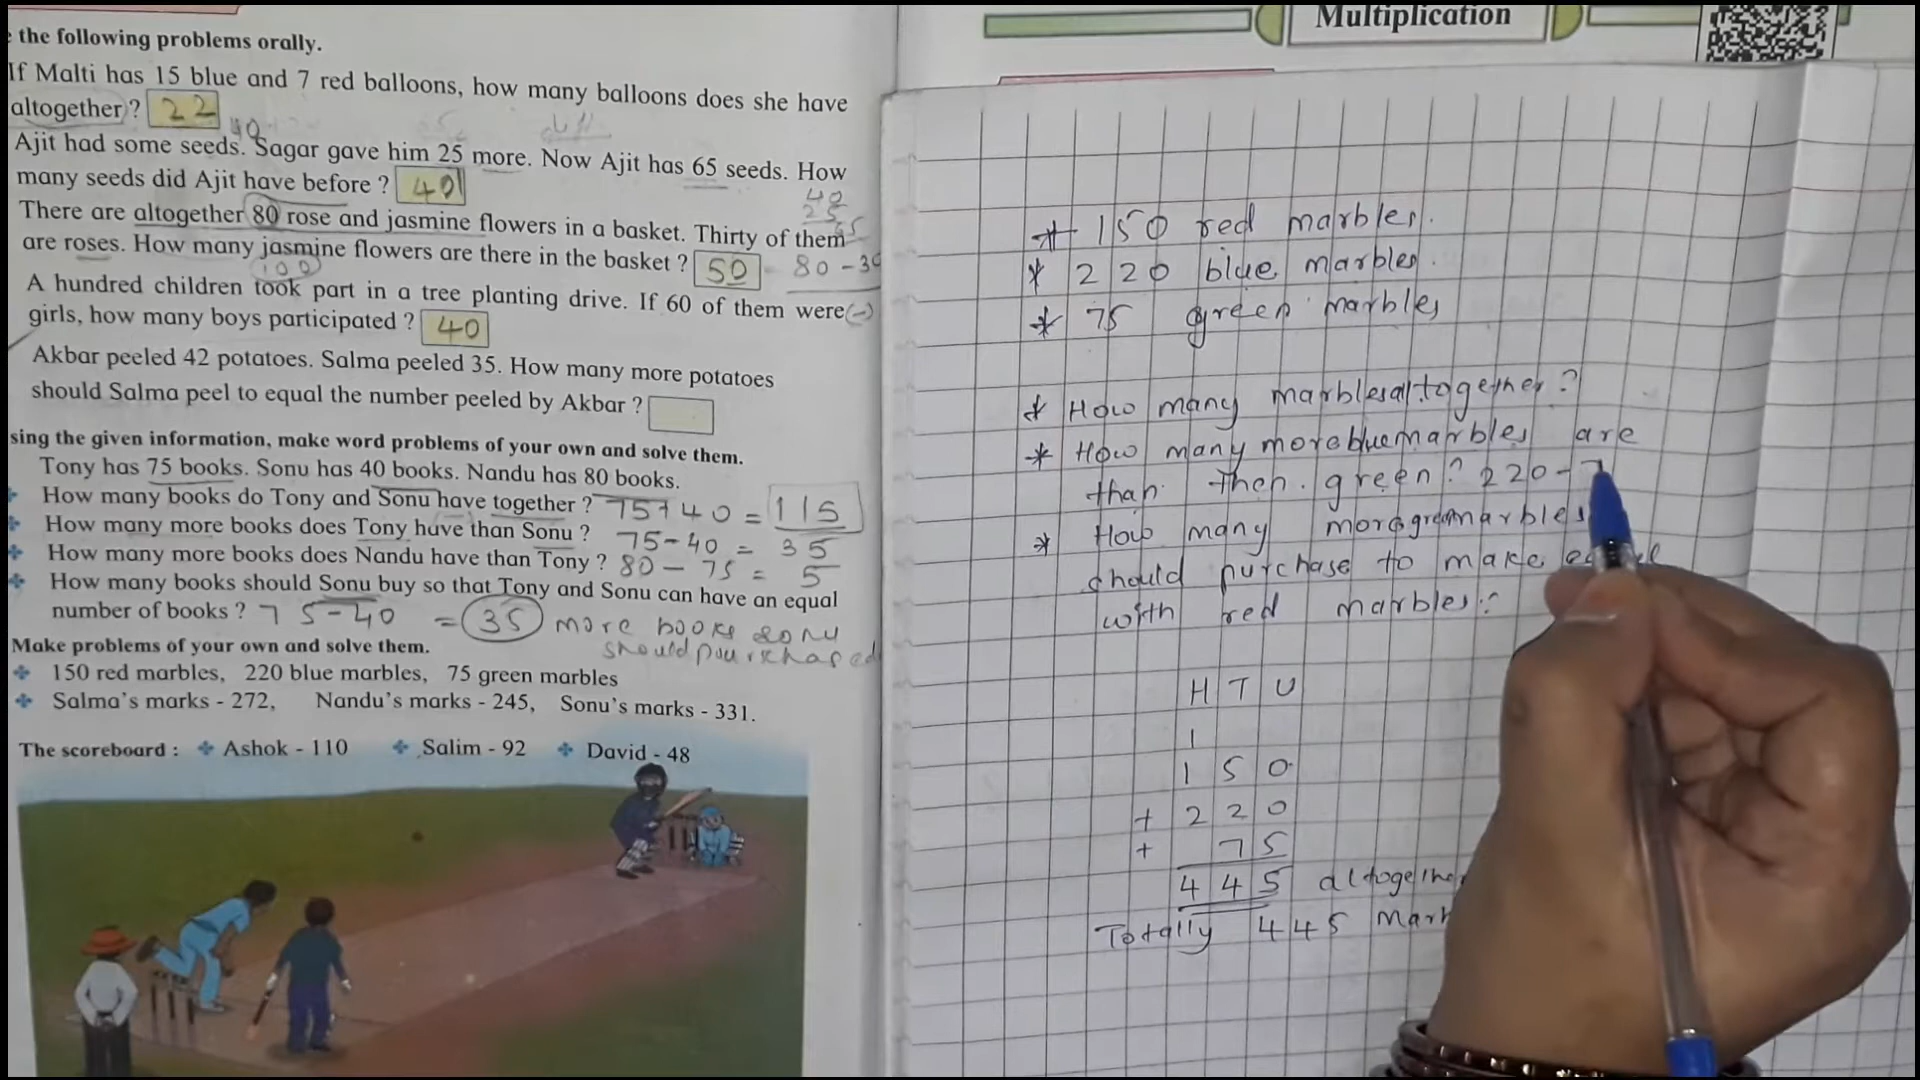 the following problems orally.
If Malti has 15 blue and 7 red balloons, how many balloons does she have
altogether ? 22
40
Ajit had some seeds. Sagar gave him 25 more. Now Ajit has 65 seeds. How
many seeds did Ajit have before ? 40
40
25
65
There are altogether 80 rose and jasmine flowers in a basket. Thirty of them
are roses. How many jasmine flowers are there in the basket ? 50 80 - 30
100
A hundred children took part in a tree planting drive. If 60 of them were (-)
girls, how many boys participated ? 40
Akbar peeled 42 potatoes. Salma peeled 35. How many more potatoes
should Salma peel to equal the number peeled by Akbar ?
sing the given information, make word problems of your own and solve them.
Tony has 75 books. Sonu has 40 books. Nandu has 80 books.
How many books do Tony and Sonu have together ? 75+40 = 115
How many more books does Tony have than Sonu ? 75-40 = 35
How many more books does Nandu have than Tony ? 80 - 75 = 5
How many books should Sonu buy so that Tony and Sonu can have an equal
number of books ? 75-40 = 35 more books sonu
should pourchased
Make problems of your own and solve them.
150 red marbles, 220 blue marbles, 75 green marbles
Salma's marks - 272, Nandu's marks - 245, Sonu's marks - 331.
The scoreboard : Ashok - 110 Salim - 92 David - 48
Multiplication
* 150 red marbles.
* 220 blue marbles.
* 75 green marbles
* How many marbles altogether ?
* How many more blue marbles are
than then green? 220 - 7
* How many more green marbles
should purchase to make
with red marbles?
H T U
1
1 5 0
+ 2 2 0
+ 7 5
4 4 5 altogether
Totally 445 mar